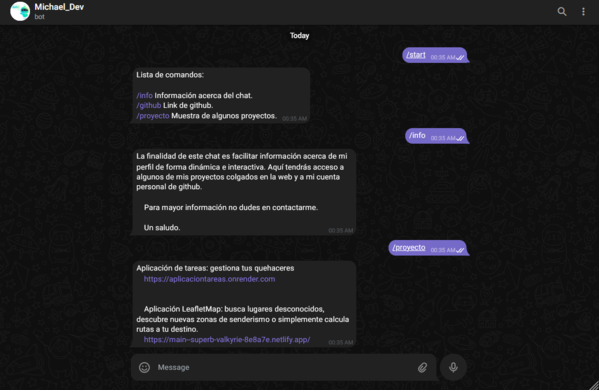 Michael_Dev
bot
Today
/start 00:35 AM
Lista de comandos:
/info Información acerca del chat.
/github Link de github.
/proyecto Muestra de algunos proyectos. 00:35 AM
/info 00:35 AM
La finalidad de este chat es facilitar información acerca de mi
perfil de forma dinámica e interactiva. Aquí tendrás acceso a
algunos de mis proyectos colgados en la web y a mi cuenta
personal de github.
Para mayor información no dudes en contactarme.
Un saludo.
00:35 AM
/proyecto 00:35 AM
Aplicación de tareas: gestiona tus quehaceres
https://aplicaciontareas.onrender.com
Aplicación LeafletMap: busca lugares desconocidos,
descubre nuevas zonas de senderismo o simplemente calcula
rutas a tu destino.
https://main--superb-valkyrie-8e8a7e.netlify.app/ 00:35 AM
Message